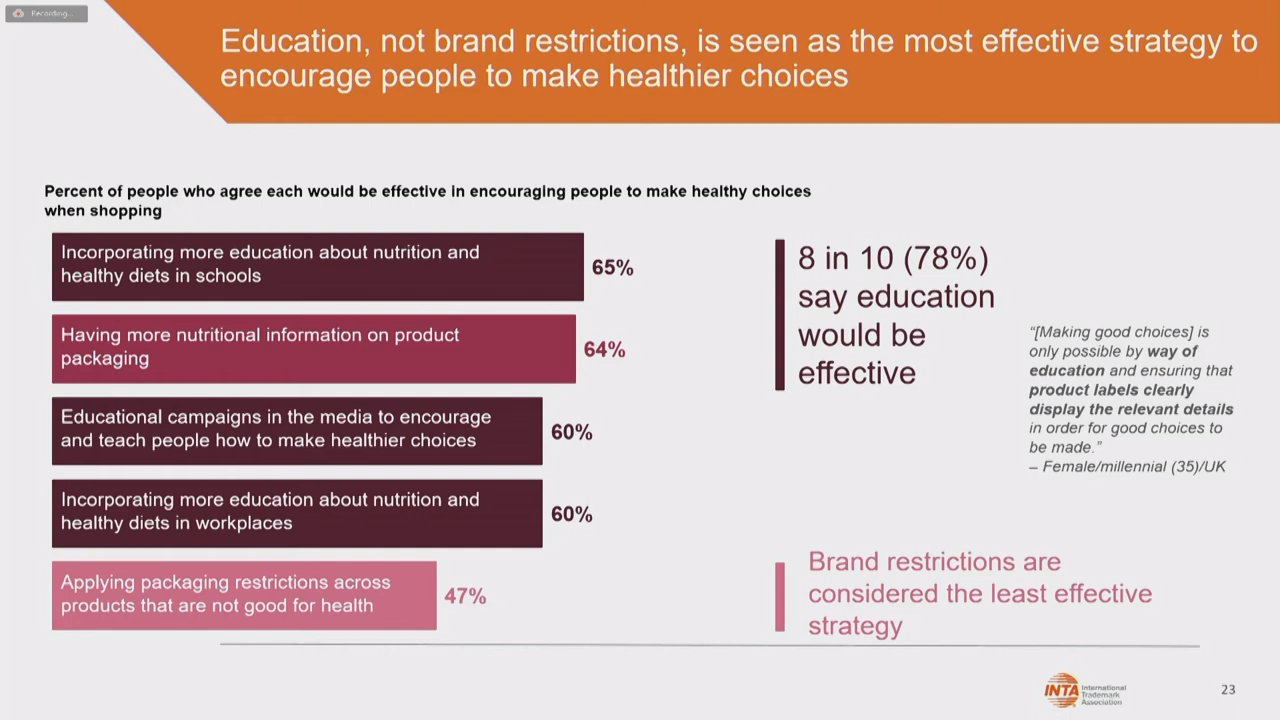 Recording...
Education, not brand restrictions, is seen as the most effective strategy to
encourage people to make healthier choices
Percent of people who agree each would be effective in encouraging people to make healthy choices
when shopping
Incorporating more education about nutrition and
healthy diets in schools
65%
Having more nutritional information on product
packaging
64%
Educational campaigns in the media to encourage
and teach people how to make healthier choices
60%
Incorporating more education about nutrition and
healthy diets in workplaces
60%
Applying packaging restrictions across
products that are not good for health
47%
8 in 10 (78%)
say education
would be
effective
“[Making good choices] is
only possible by way of
education and ensuring that
product labels clearly
display the relevant details
in order for good choices to
be made.”
– Female/millennial (35)/UK
Brand restrictions are
considered the least effective
strategy
INTA
International
Trademark
Association
23